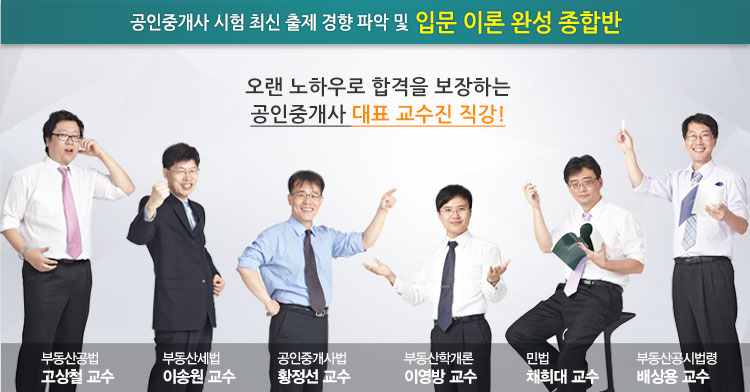 공인중개사 시험 최신 출제 경향 파악 및 입문 이론 완성 종합반
오랜 노하우로 합격을 보장하는
공인중개사 대표 교수진 직강!
부동산공법
고상철 교수
부동산세법
이송원 교수
공인중개사법
황정선 교수
부동산학개론
이영방 교수
민법
채희대 교수
부동산공시법령
배상용 교수